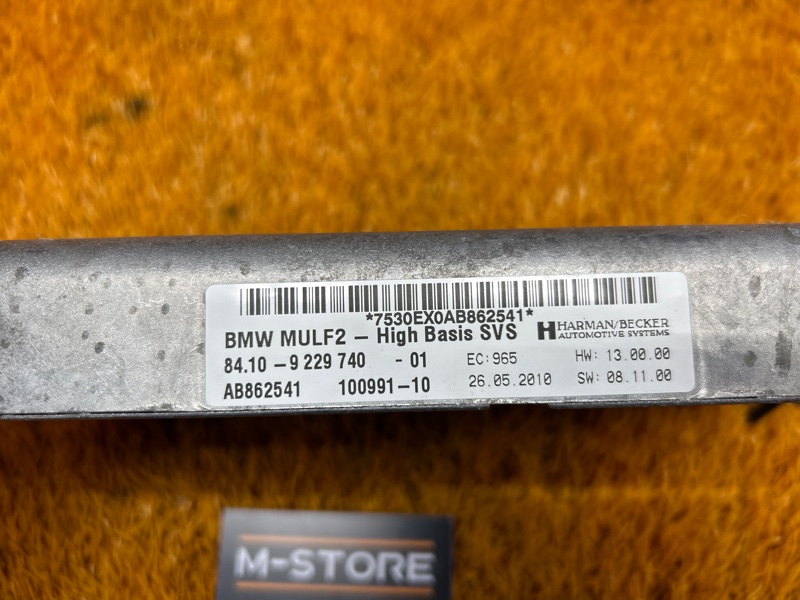 *7530EX0AB862541*
BMW MULF2 – High Basis SVS
HARMAN/BECKER
AUTOMOTIVE SYSTEMS
84.10 – 9 229 740 - 01 EC:965 HW: 13.00.00
AB862541 100991–10 26.05.2010 SW: 08.11.00
M-STORE